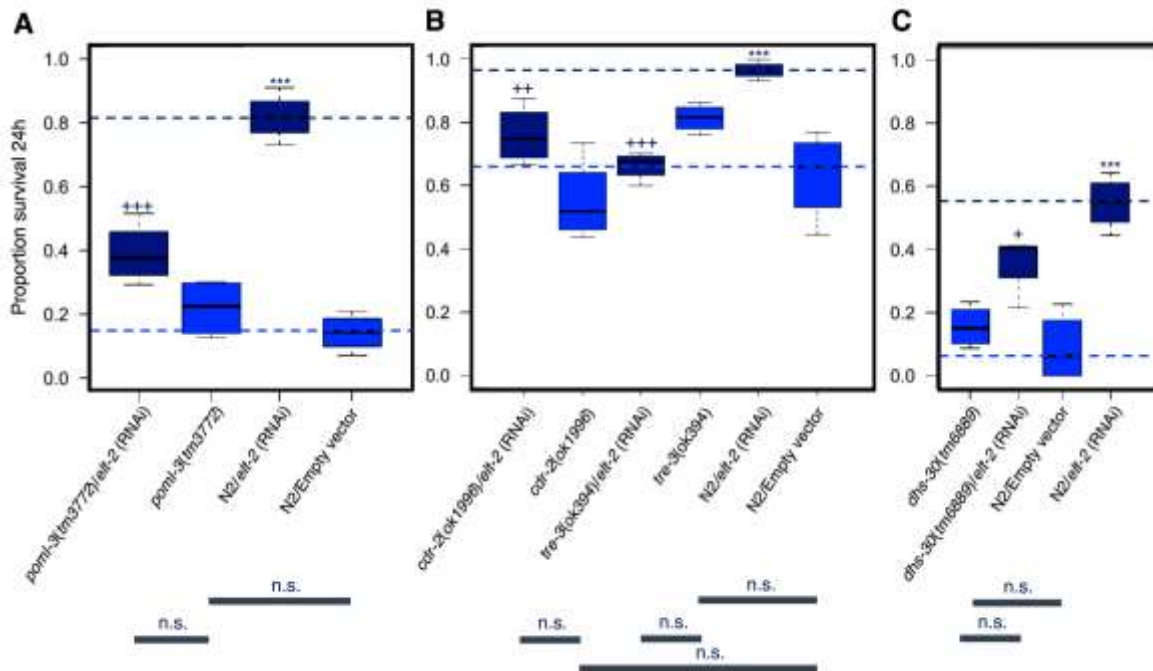 A
B
C
Proportion survival 24h
1.0
0.8
0.6
0.4
0.2
0.0
+++
***
poml-3(tm3772)/elt-2 (RNAi)
poml-3(tm3772)
N2/elt-2 (RNAi)
N2/Empty vector
n.s.
n.s.
1.0
0.8
0.6
0.4
0.2
0.0
++
+++
***
cdr-2(ok1996)/elt-2 (RNAi)
cdr-2(ok1996)
tre-3(ok394)/elt-2 (RNAi)
tre-3(ok394)
N2/elt-2 (RNAi)
N2/Empty vector
n.s.
n.s.
n.s.
n.s.
1.0
0.8
0.6
0.4
0.2
0.0
+
***
dhs-30(tm6889)
dhs-30(tm6889)/elt-2 (RNAi)
N2/Empty vector
N2/elt-2 (RNAi)
n.s.
n.s.